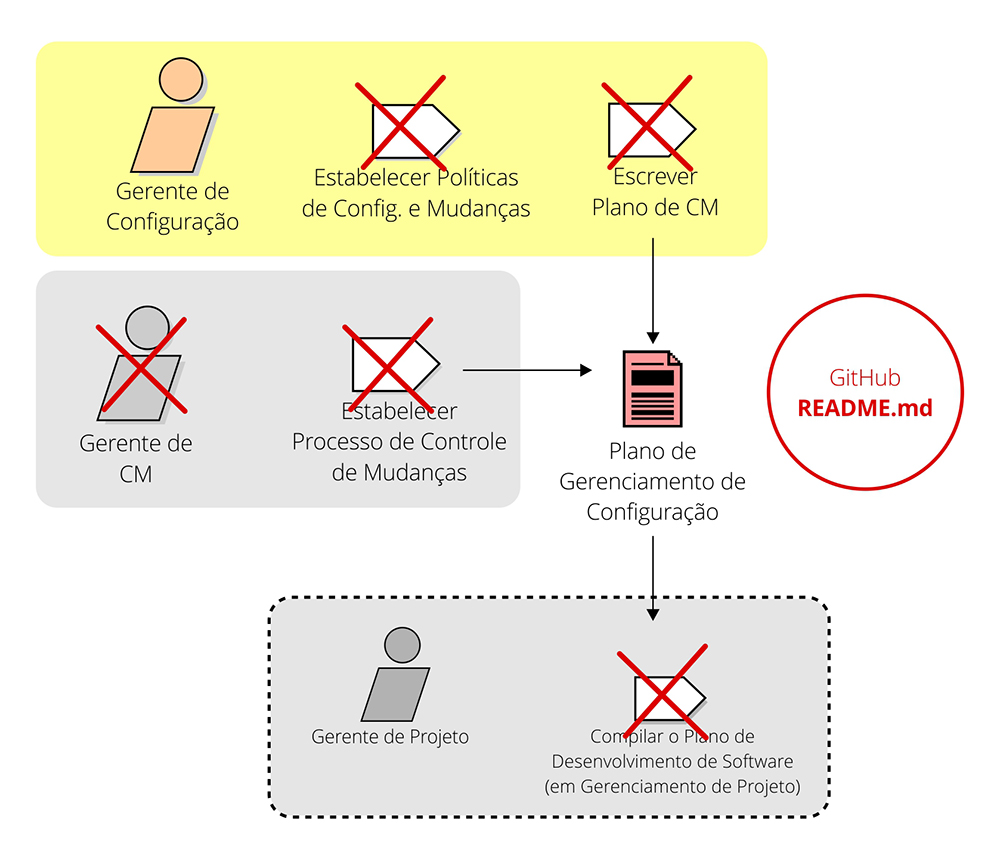 Gerente de
Configuração
Estabelecer Políticas
de Config. e Mudanças
Escrever
Plano de CM
Gerente de
CM
Estabelecer
Processo de Controle
de Mudanças
Plano de
Gerenciamento de
Configuração
GitHub
README.md
Gerente de Projeto
Compilar o Plano de
Desenvolvimento de Software
(em Gerenciamento de Projeto)